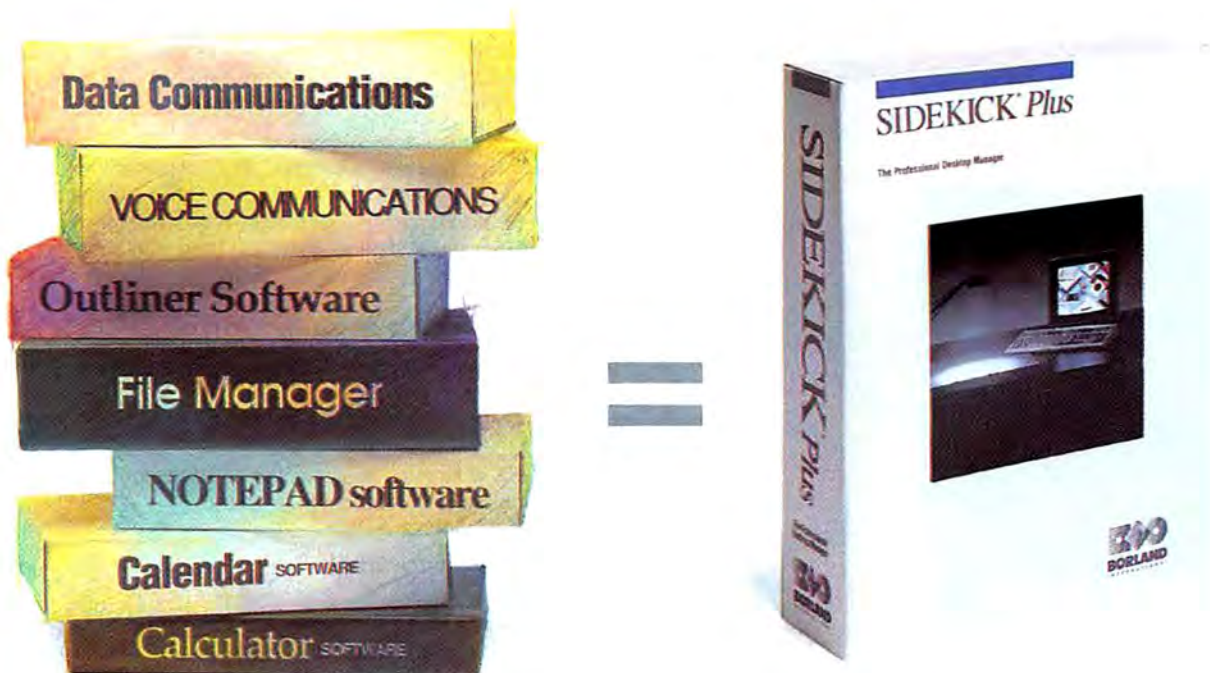 Data Communications
VOICE COMMUNICATIONS
Outliner Software
File Manager
NOTEPAD software
Calendar SOFTWARE
Calculator SOFTWARE
=
SIDEKICK Plus
BORLAND
SIDEKICK® Plus
The Professional Desktop Manager
BORLAND
INTERNATIONAL